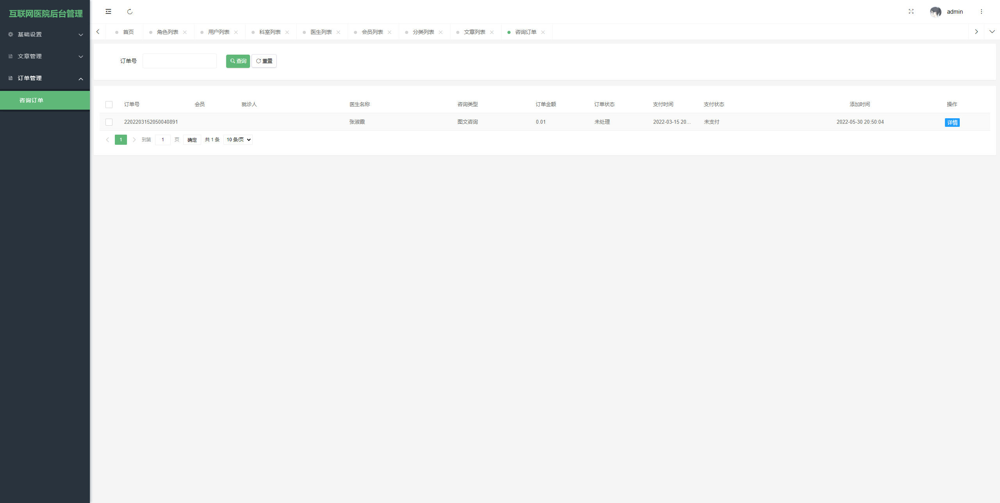 互联网医院后台管理
admin
基础设置
文章管理
订单管理
咨询订单
首页 角色列表 用户列表 科室列表 医生列表 会员列表 分类列表 文章列表 咨询订单
订单号 查询 重置
订单号 会员 就诊人 医生名称 咨询类型 订单金额 订单状态 支付时间 支付状态 添加时间 操作
2202203152050040891 张淑霞 图文咨询 0.01 未处理 2022-03-15 20... 未支付 2022-05-30 20:50:04 详情
1 到第 1 页 确定 共 1 条 10 条/页